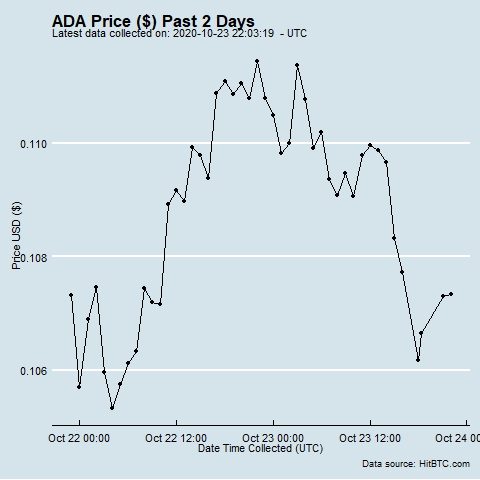 ADA Price ($) Past 2 Days
Latest data collected on: 2020-10-23 22:03:19  - UTC
0.110
0.108
0.106
Price USD ($)
Oct 22 00:00 Oct 22 12:00 Oct 23 00:00 Oct 23 12:00 Oct 24 00
Date Time Collected (UTC)
Data source: HitBTC.com